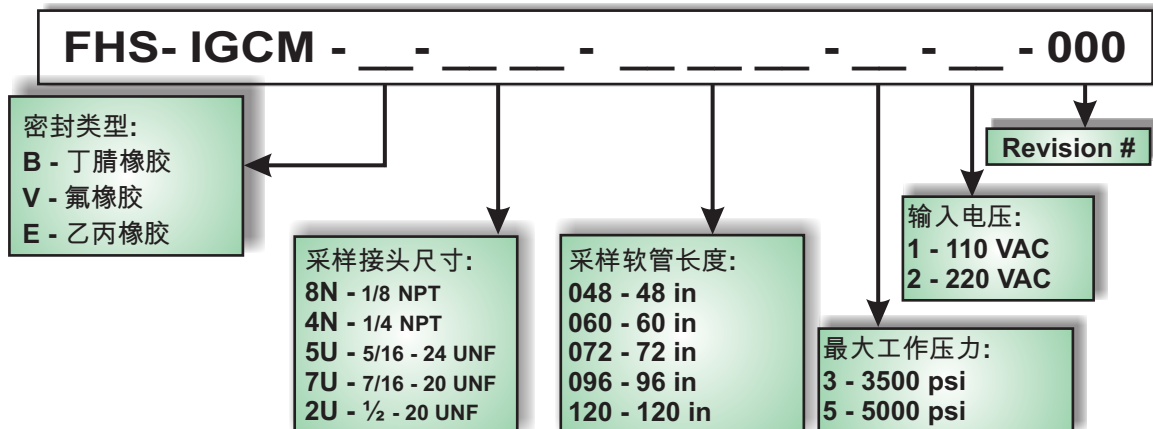 FHS- IGCM - __- __ __ - __ __ __ - __ - __ - 000
密封类型:
B - 丁腈橡胶
V - 氟橡胶
E - 乙丙橡胶
采样接头尺寸:
8N - 1/8 NPT
4N - 1/4 NPT
5U - 5/16 - 24 UNF
7U - 7/16 - 20 UNF
2U - ½ - 20 UNF
采样软管长度:
048 - 48 in
060 - 60 in
072 - 72 in
096 - 96 in
120 - 120 in
最大工作压力:
3 - 3500 psi
5 - 5000 psi
输入电压:
1 - 110 VAC
2 - 220 VAC
Revision #